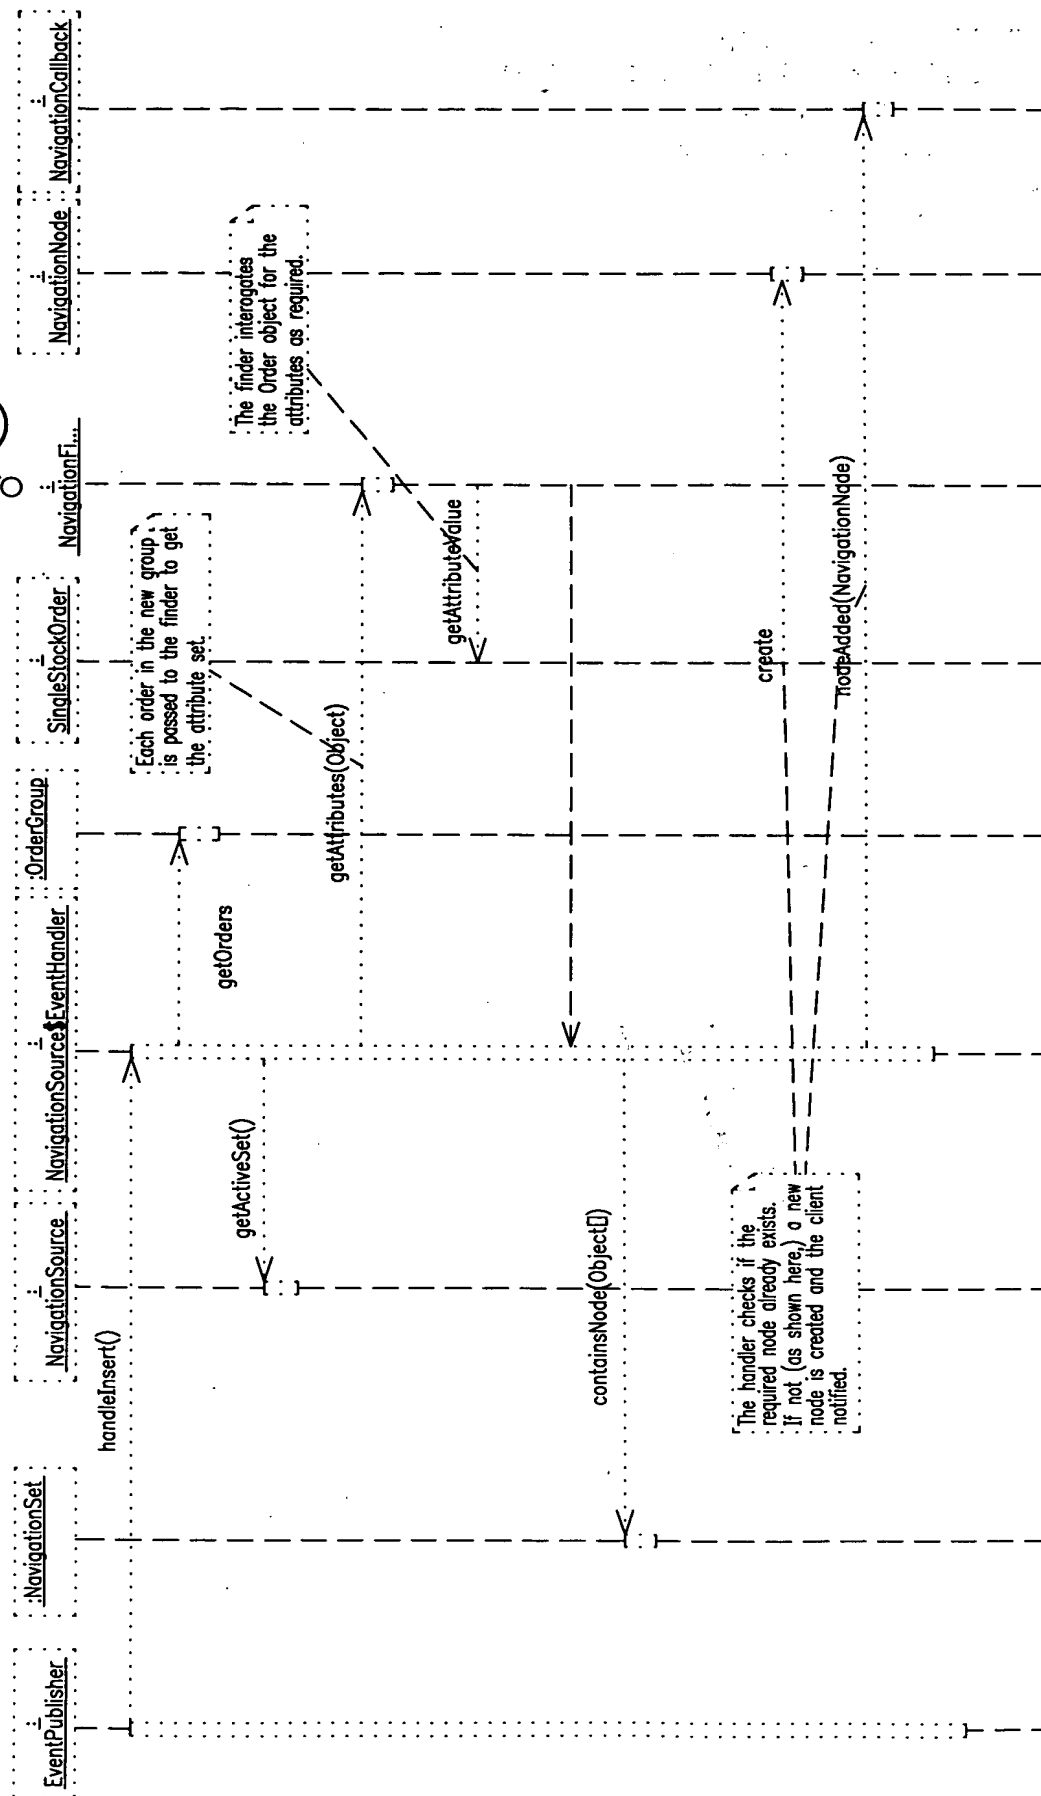 :
EventPublisher
:NavigationSet
:
NavigationSource
:
NavigationSource$EventHandler
:OrderGroup
:
SingleStockOrder
:
NavigationFi...
:
NavigationNode
:
NavigationCallback
handleInsert()
getOrders
Each order in the new group
is passed to the finder to get
the attribute set.
getActiveSet()
The finder interogates
the Order object for the
attributes as required.
getAttributes(Object)
getAttributeValue
containsNode(Object[])
The handler checks if the
required node already exists.
If not (as shown here,) a new
node is created and the client
notified.
create
nodeAdded(NavigationNode)